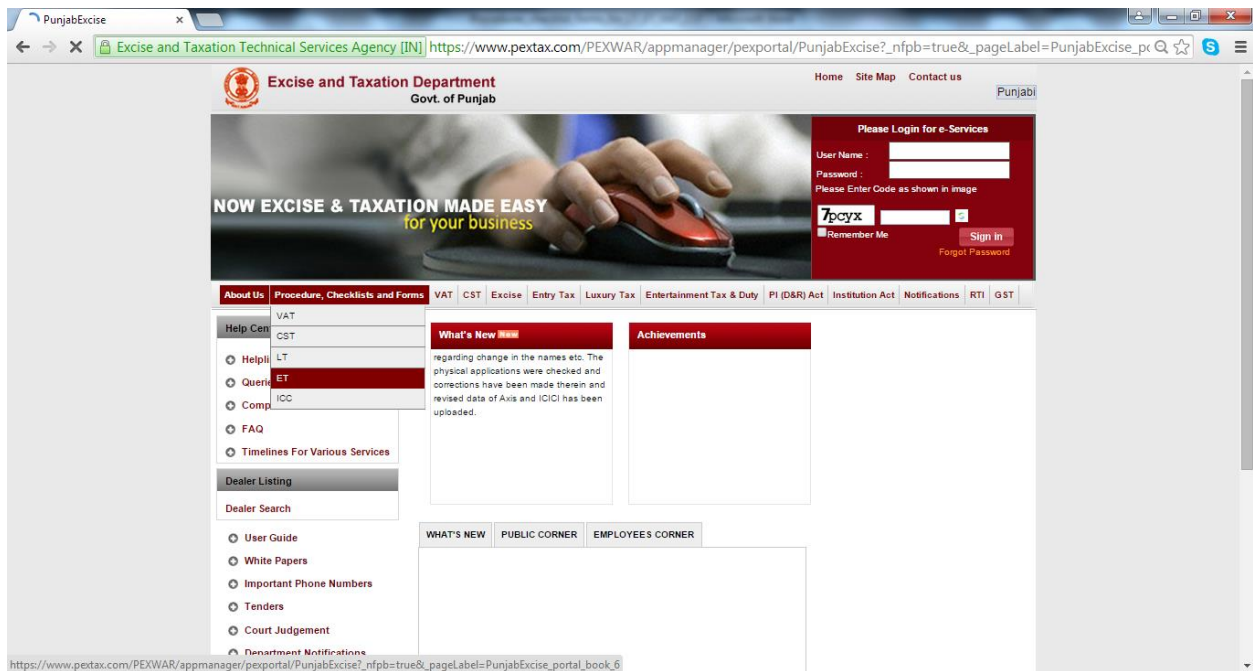 PunjabExcise
Excise and Taxation Technical Services Agency [IN] https://www.pextax.com/PEXWAR/appmanager/pexportal/PunjabExcise?_nfpb=true&_pageLabel=PunjabExcise_po
Excise and Taxation Department
Govt. of Punjab
Home Site Map Contact us
Punjabi
NOW EXCISE & TAXATION MADE EASY
for your business
Please Login for e-Services
User Name :
Password :
Please Enter Code as shown in image
7pcyx
Remember Me
Sign in
Forgot Password
About Us Procedure, Checklists and Forms VAT CST Excise Entry Tax Luxury Tax Entertainment Tax & Duty PI (D&R) Act Institution Act Notifications RTI GST
VAT
CST
LT
ET
ICC
Help Cen
Helpli
Querie
Comp
FAQ
Timelines For Various Services
Dealer Listing
Dealer Search
User Guide
White Papers
Important Phone Numbers
Tenders
Court Judgement
Department Notifications
What's New New
regarding change in the names etc. The
physical applications were checked and
corrections have been made therein and
revised data of Axis and ICICI has been
uploaded.
Achievements
WHAT'S NEW PUBLIC CORNER EMPLOYEES CORNER
https://www.pextax.com/PEXWAR/appmanager/pexportal/PunjabExcise?_nfpb=true&_pageLabel=PunjabExcise_portal_book_6